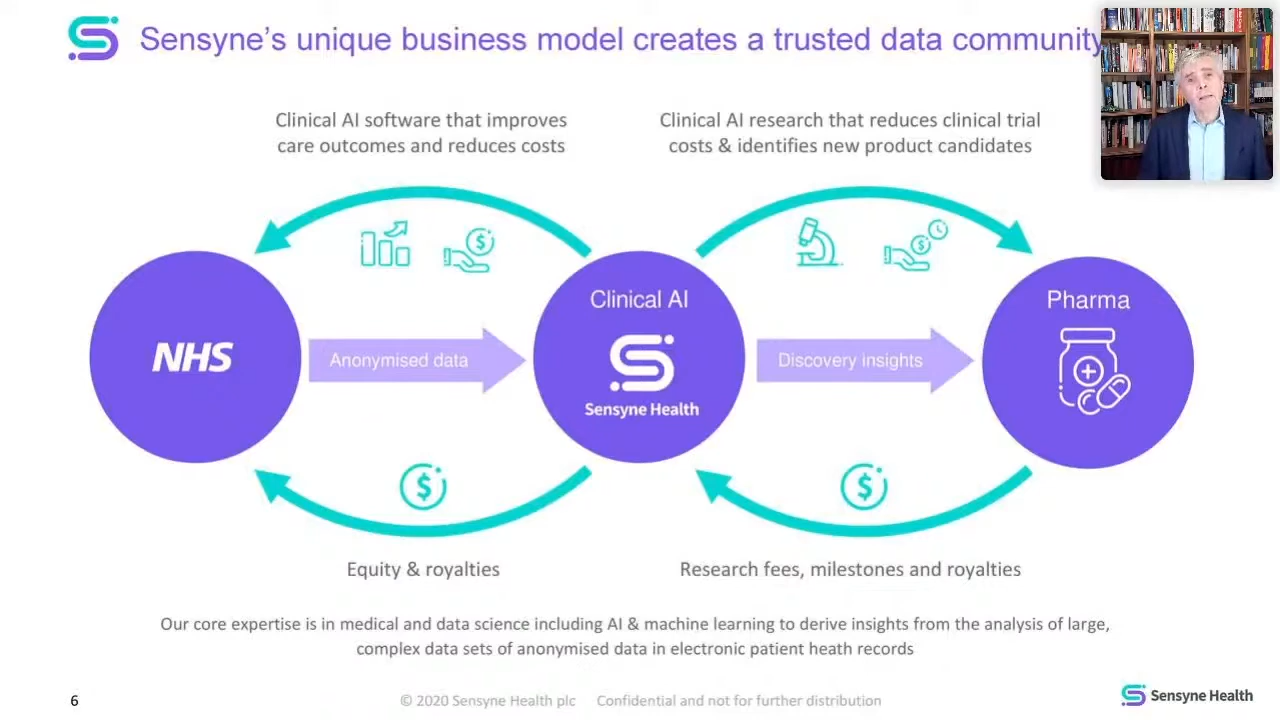 Sensyne's unique business model creates a trusted data community
Clinical AI software that improves
care outcomes and reduces costs
Clinical AI research that reduces clinical trial
costs & identifies new product candidates
NHS
Anonymised data
Clinical AI
Sensyne Health
Discovery insights
Pharma
Equity & royalties
Research fees, milestones and royalties
Our core expertise is in medical and data science including AI & machine learning to derive insights from the analysis of large,
complex data sets of anonymised data in electronic patient heath records
6
© 2020 Sensyne Health plc Confidential and not for further distribution
Sensyne Health